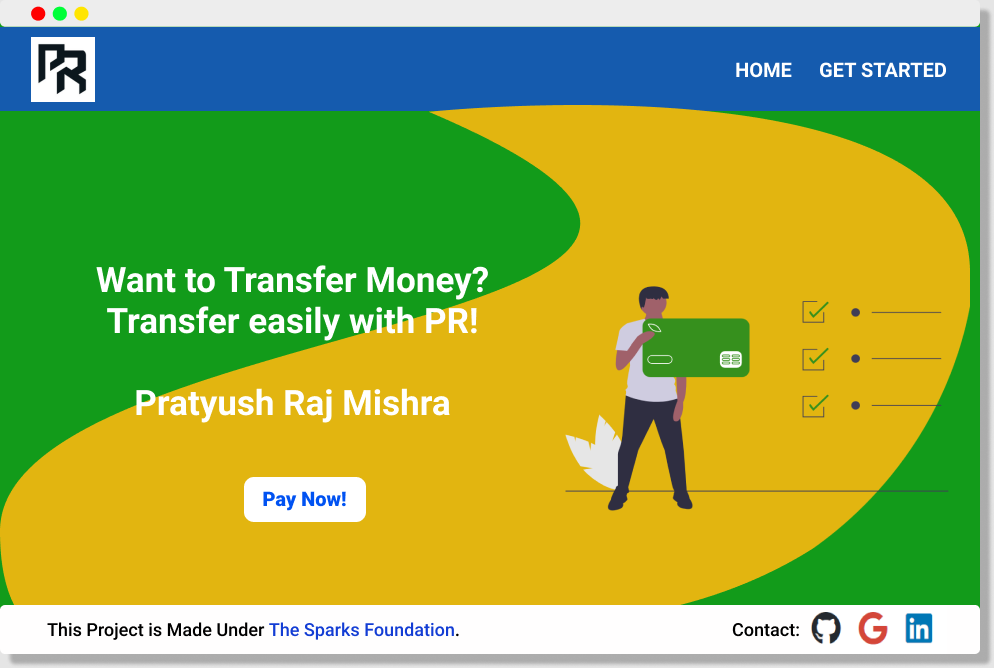 PR
HOME GET STARTED
Want to Transfer Money?
Transfer easily with PR!
Pratyush Raj Mishra
Pay Now!
This Project is Made Under The Sparks Foundation.
Contact: G in